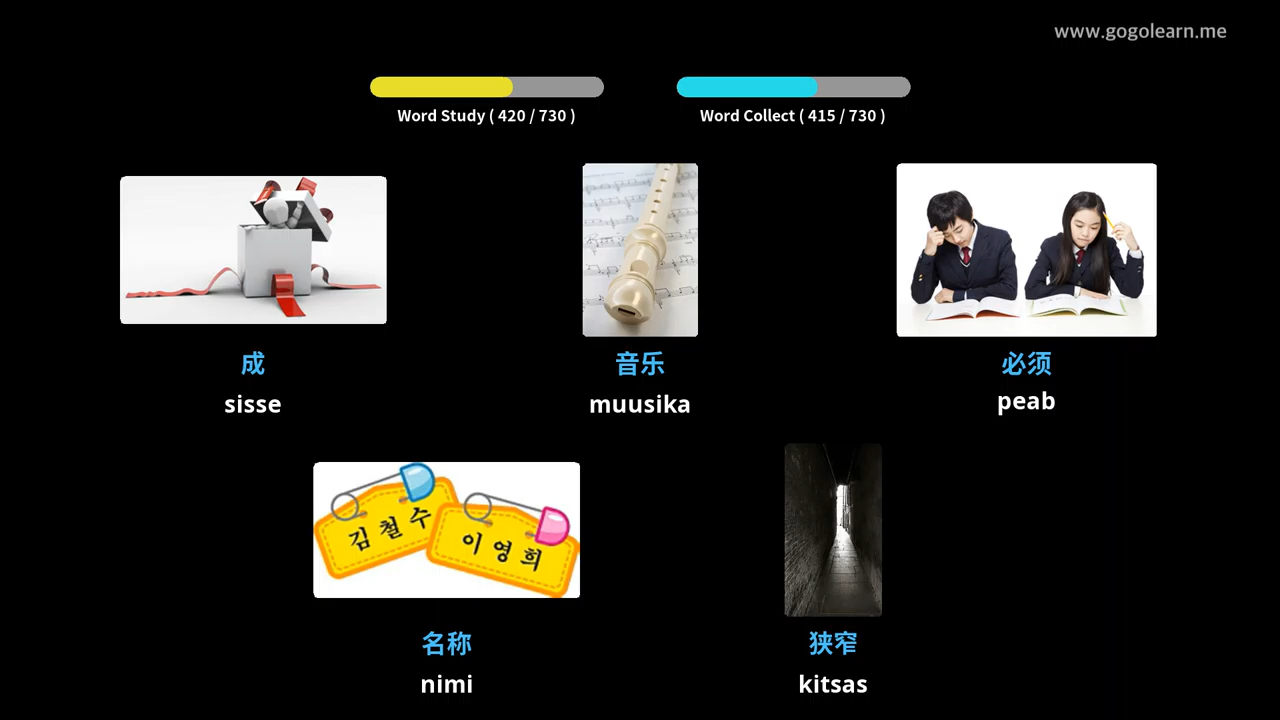 www.gogolearn.me
Word Study ( 420 / 730 )
Word Collect ( 415 / 730 )
成
sisse
音乐
muusika
必须
peab
김철수
이영희
名称
nimi
狭窄
kitsas